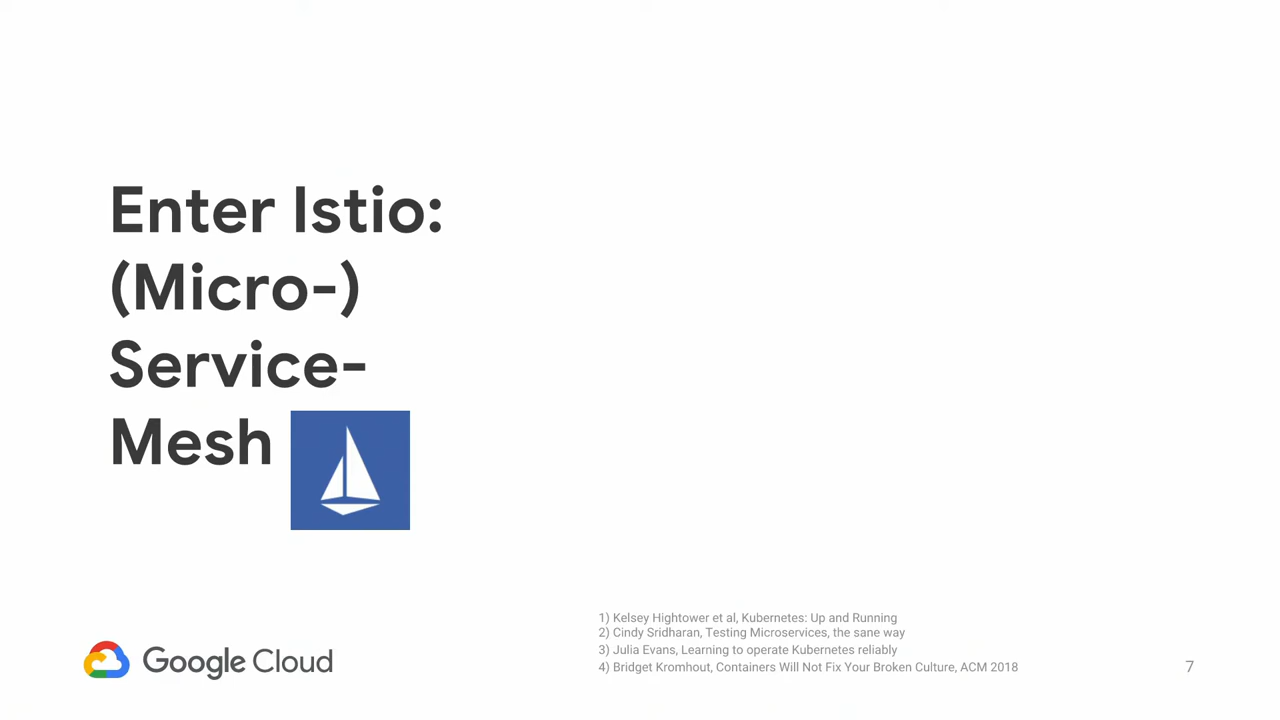 Enter Istio:
(Micro-)
Service-
Mesh
Google Cloud
1) Kelsey Hightower et al, Kubernetes: Up and Running
2) Cindy Sridharan, Testing Microservices, the sane way
3) Julia Evans, Learning to operate Kubernetes reliably
4) Bridget Kromhout, Containers Will Not Fix Your Broken Culture, ACM 2018
7